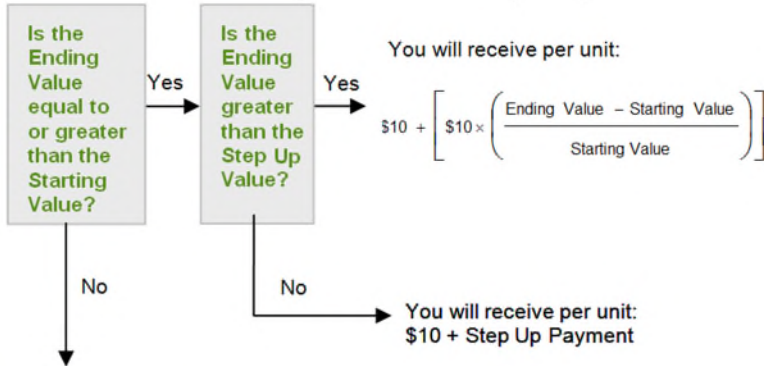 Is the
Ending
Value
equal to
or greater
than the
Starting
Value?
Yes
Is the
Ending
Value
greater
than the
Step Up
Value?
Yes
You will receive per unit:
$10 + [ $10 × ( Ending Value – Starting Value
Starting Value ) ]
No
No
You will receive per unit:
$10 + Step Up Payment